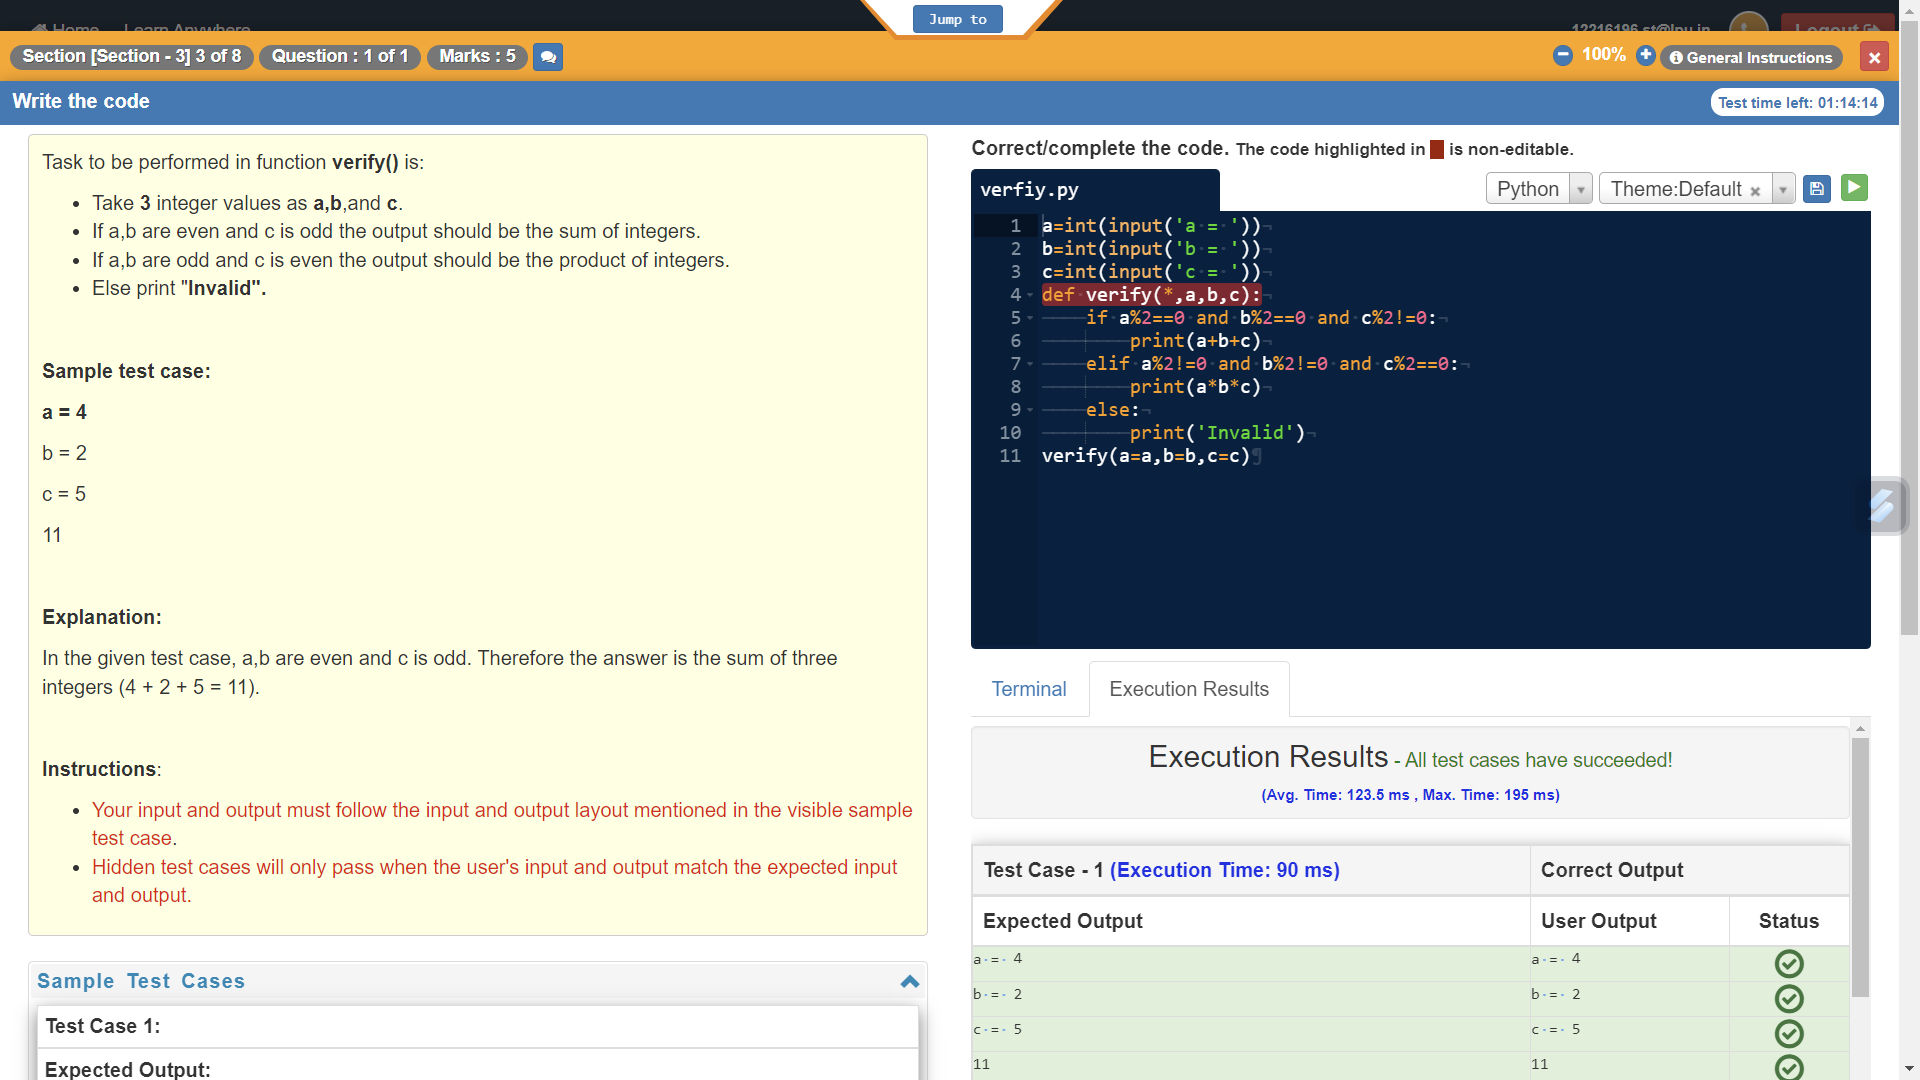 Home Learn Anywhere
Jump to
Logout
Section [Section - 3] 3 of 8
Question : 1 of 1
Marks : 5
100%
General Instructions
Write the code
Test time left: 01:14:14
Task to be performed in function verify() is:
Take 3 integer values as a,b,and c.
If a,b are even and c is odd the output should be the sum of integers.
If a,b are odd and c is even the output should be the product of integers.
Else print "Invalid".
Sample test case:
a = 4
b = 2
c = 5
11
Explanation:
In the given test case, a,b are even and c is odd. Therefore the answer is the sum of three
integers (4 + 2 + 5 = 11).
Instructions:
Your input and output must follow the input and output layout mentioned in the visible sample
test case.
Hidden test cases will only pass when the user's input and output match the expected input
and output.
Sample Test Cases
Test Case 1:
Expected Output:
Correct/complete the code. The code highlighted in is non-editable.
verfiy.py
Python
Theme:Default
1 a=int(input('a = '))
2 b=int(input('b = '))
3 c=int(input('c = '))
4 def verify(*,a,b,c):
5 if a%2==0 and b%2==0 and c%2!=0:
6 print(a+b+c)
7 elif a%2!=0 and b%2!=0 and c%2==0:
8 print(a*b*c)
9 else:
10 print('Invalid')
11 verify(a=a,b=b,c=c)
Terminal
Execution Results
Execution Results - All test cases have succeeded!
(Avg. Time: 123.5 ms , Max. Time: 195 ms)
Test Case - 1 (Execution Time: 90 ms)
Correct Output
Expected Output User Output Status
a·=· 4 a·=· 4
b·=· 2 b·=· 2
c·=· 5 c·=· 5
11 11